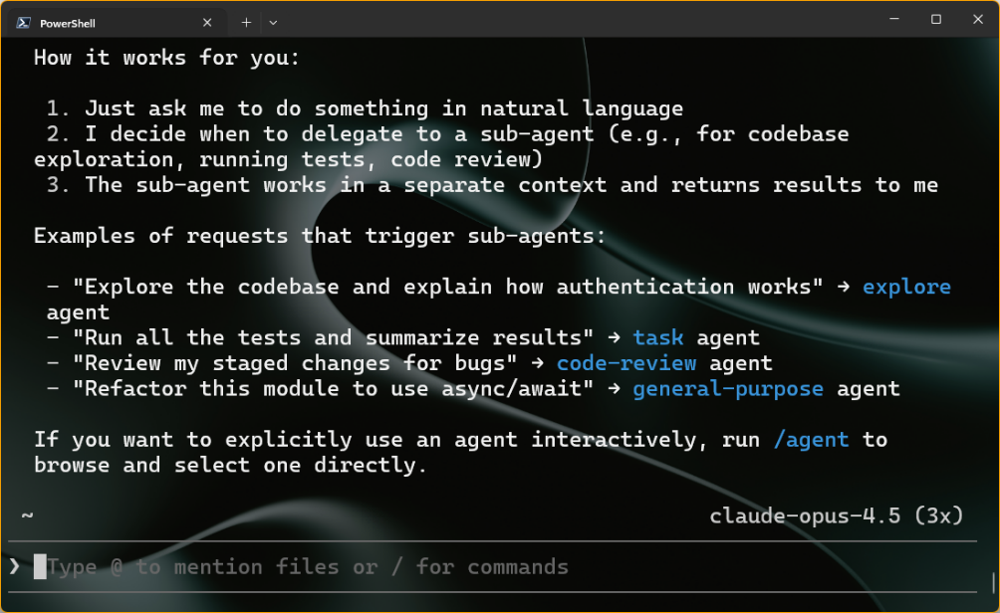 PowerShell
How it works for you:
1. Just ask me to do something in natural language
2. I decide when to delegate to a sub-agent (e.g., for codebase
exploration, running tests, code review)
3. The sub-agent works in a separate context and returns results to me
Examples of requests that trigger sub-agents:
- "Explore the codebase and explain how authentication works" → explore
agent
- "Run all the tests and summarize results" → task agent
- "Review my staged changes for bugs" → code-review agent
- "Refactor this module to use async/await" → general-purpose agent
If you want to explicitly use an agent interactively, run /agent to
browse and select one directly.
~ claude-opus-4.5 (3x)
❯ Type @ to mention files or / for commands